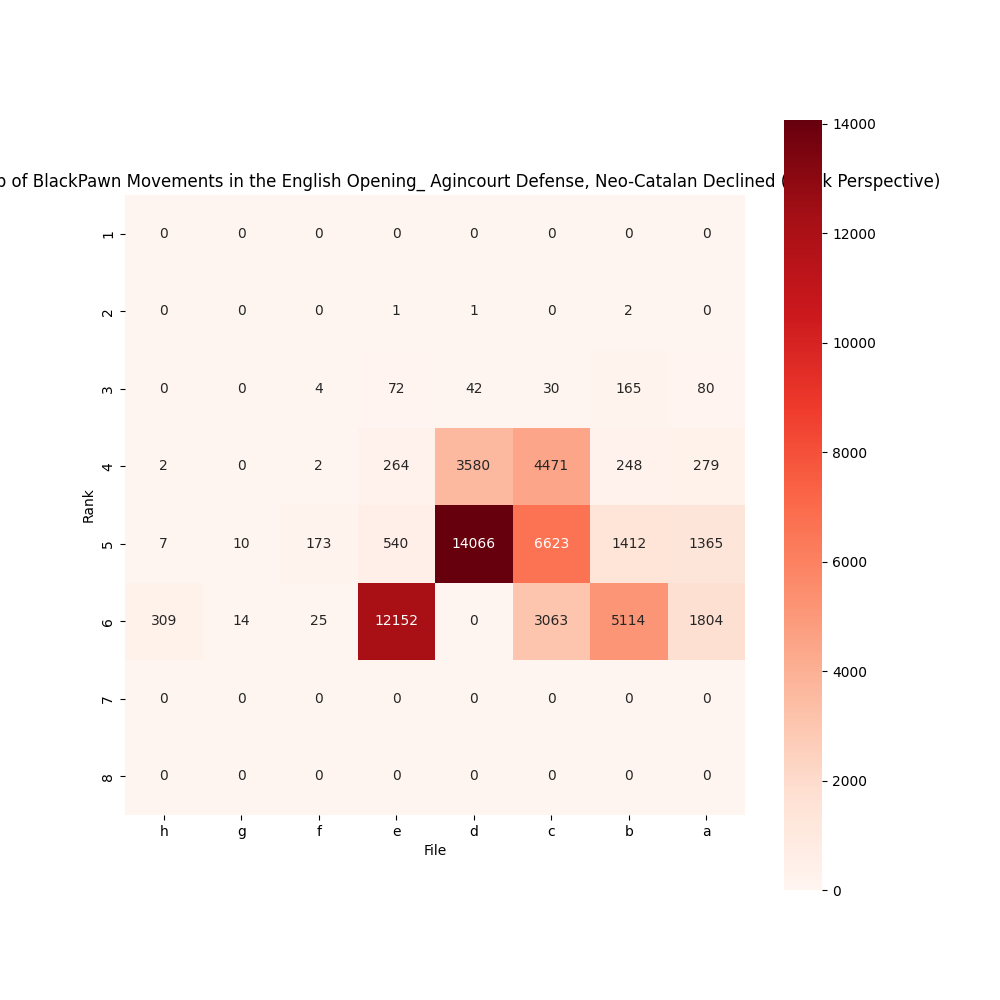 of BlackPawn Movements in the English Opening_ Agincourt Defense, Neo-Catalan Declined ( k Perspective)
14000
12000
10000
8000
6000
4000
2000
0
Rank
1 0 0 0 0 0 0 0 0
2 0 0 0 1 1 0 2 0
3 0 0 4 72 42 30 165 80
4 2 0 2 264 3580 4471 248 279
5 7 10 173 540 14066 6623 1412 1365
6 309 14 25 12152 0 3063 5114 1804
7 0 0 0 0 0 0 0 0
8 0 0 0 0 0 0 0 0
h g f e d c b a
File